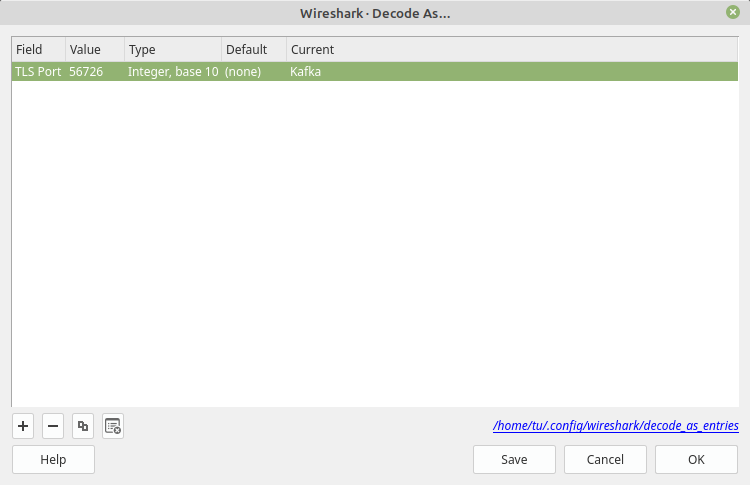 Wireshark · Decode As...
Field Value Type Default Current
TLS Port 56726 Integer, base 10 (none) Kafka
/home/tu/.config/wireshark/decode_as_entries
Help Save Cancel OK